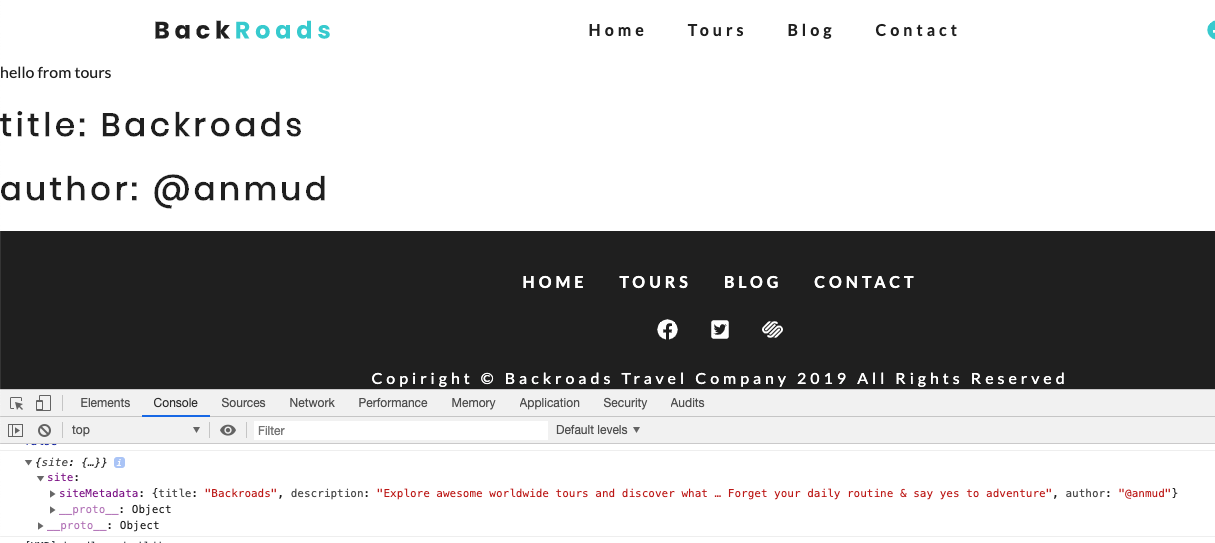 BackRoads Home Tours Blog Contact
hello from tours
title: Backroads
author: @anmud
HOME TOURS BLOG CONTACT
Copiright © Backroads Travel Company 2019 All Rights Reserved
Elements Console Sources Network Performance Memory Application Security Audits
top Filter Default levels
{site: {…}}
site:
siteMetadata: {title: "Backroads", description: "Explore awesome worldwide tours and discover what … Forget your daily routine & say yes to adventure", author: "@anmud"}
__proto__: Object
__proto__: Object